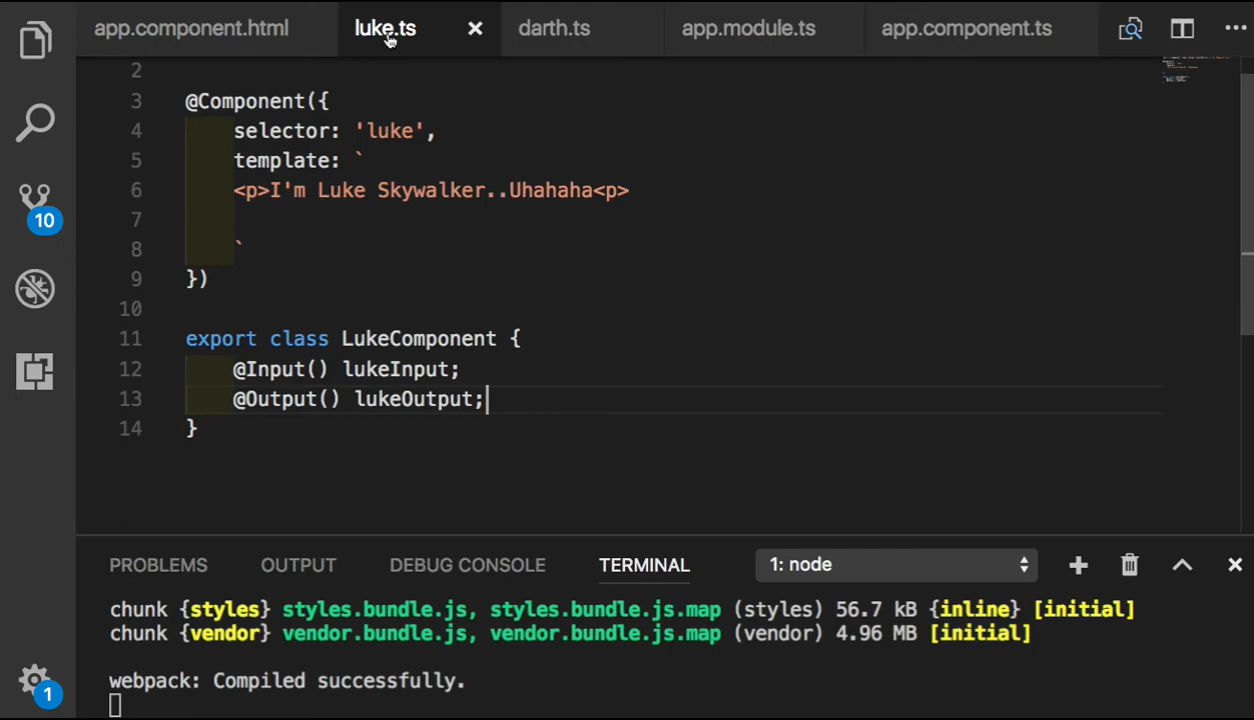 app.component.html luke.ts darth.ts app.module.ts app.component.ts
2
3 @Component({
4 selector: 'luke',
5 template: `
6 <p>I'm Luke Skywalker..Uhahaha<p>
7
8 `
9 })
10
11 export class LukeComponent {
12 @Input() lukeInput;
13 @Output() lukeOutput;
14 }
10
1
PROBLEMS OUTPUT DEBUG CONSOLE TERMINAL 1: node
chunk {styles} styles.bundle.js, styles.bundle.js.map (styles) 56.7 kB {inline} [initial]
chunk {vendor} vendor.bundle.js, vendor.bundle.js.map (vendor) 4.96 MB [initial]
webpack: Compiled successfully.